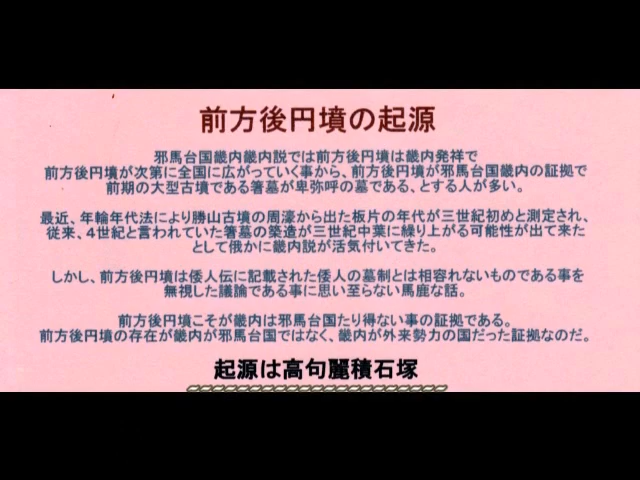 前方後円墳の起源
邪馬台国畿内畿内説では前方後円墳は畿内発祥で
前方後円墳が次第に全国に広がっていく事から、前方後円墳が邪馬台国畿内の証拠で
前期の大型古墳である箸墓が卑弥呼の墓である、とする人が多い。
最近、年輪年代法により勝山古墳の周濠から出た板片の年代が三世紀初めと測定され、
従来、4世紀と言われていた箸墓の築造が三世紀中葉に繰り上がる可能性が出て来た
として俄かに畿内説が活気付いてきた。
しかし、前方後円墳は倭人伝に記載された倭人の墓制とは相容れないものである事を
無視した議論である事に思い至らない馬鹿な話。
前方後円墳こそが畿内は邪馬台国たり得ない事の証拠である。
前方後円墳の存在が畿内が邪馬台国ではなく、畿内が外来勢力の国だった証拠なのだ。
起源は高句麗積石塚